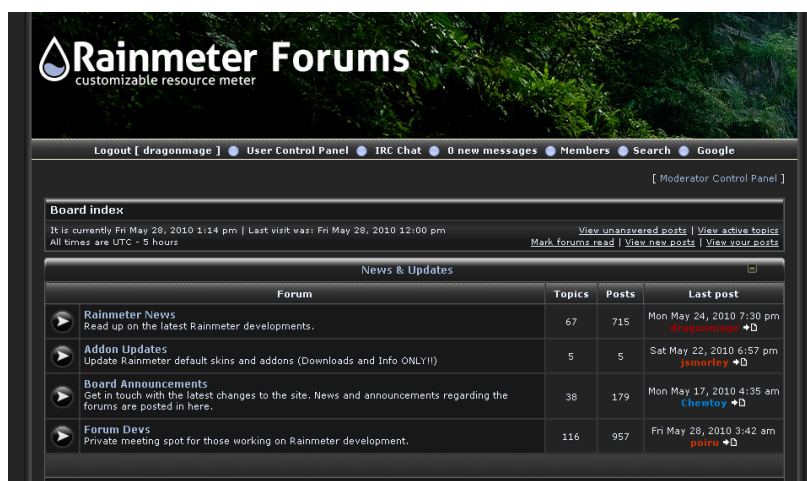 Rainmeter Forums
customizable resource meter
Logout [ dragonmage ] User Control Panel IRC Chat 0 new messages Members Search Google
[ Moderator Control Panel ]
Board index
It is currently Fri May 28, 2010 1:14 pm | Last visit was: Fri May 28, 2010 12:00 pm
All times are UTC - 5 hours
View unanswered posts | View active topics
Mark forums read | View new posts | View your posts
News & Updates
Forum Topics Posts Last post
Rainmeter News
Read up on the latest Rainmeter developments.
67 715
Mon May 24, 2010 7:30 pm
dragonmage
Addon Updates
Update Rainmeter default skins and addons (Downloads and Info ONLY!!)
5 5
Sat May 22, 2010 6:57 pm
jsmorley
Board Announcements
Get in touch with the latest changes to the site. News and announcements regarding the
forums are posted in here.
38 179
Mon May 17, 2010 4:35 am
Chewtoy
Forum Devs
Private meeting spot for those working on Rainmeter development.
116 957
Fri May 28, 2010 3:42 am
poiru